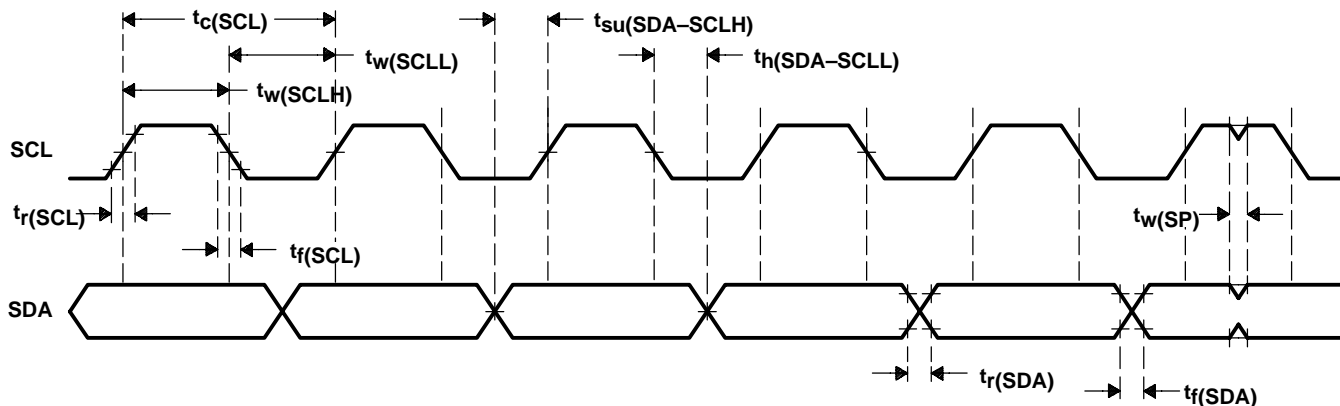 tc(SCL)
tsu(SDA–SCLH)
tw(SCLL)
th(SDA–SCLL)
tw(SCLH)
SCL
tr(SCL)
tf(SCL)
tw(SP)
SDA
tr(SDA)
tf(SDA)